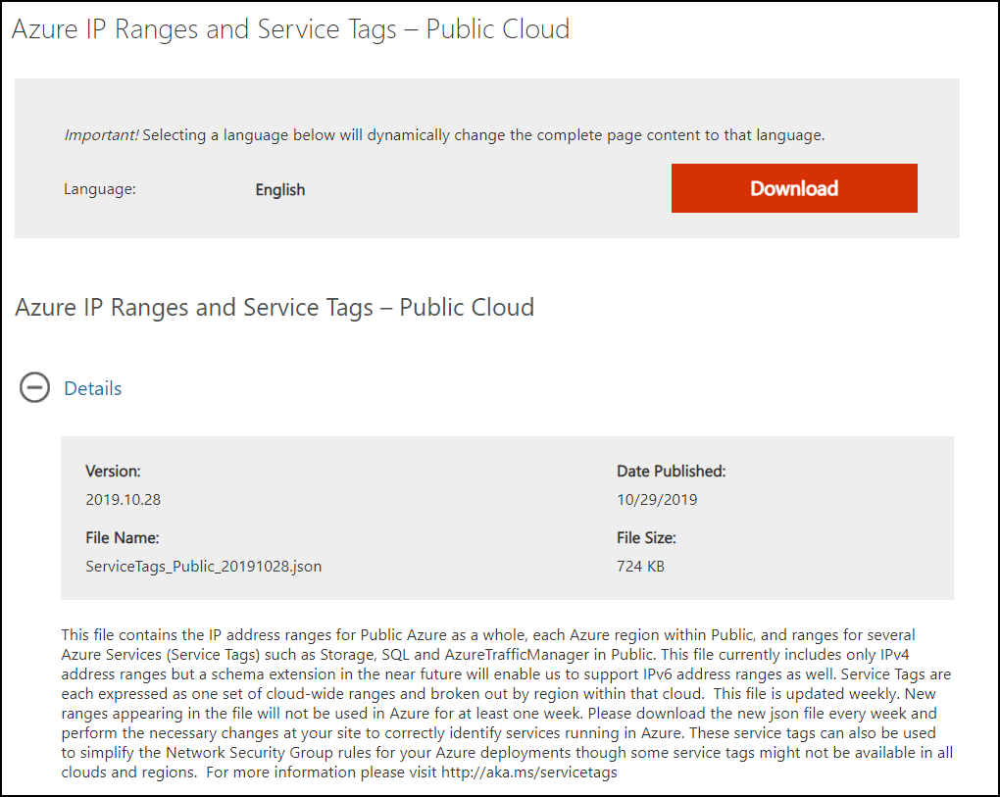 Azure IP Ranges and Service Tags – Public Cloud
Important! Selecting a language below will dynamically change the complete page content to that language.
Language: English Download
Azure IP Ranges and Service Tags – Public Cloud
Details
Version: Date Published:
2019.10.28 10/29/2019
File Name: File Size:
ServiceTags_Public_20191028.json 724 KB
This file contains the IP address ranges for Public Azure as a whole, each Azure region within Public, and ranges for several
Azure Services (Service Tags) such as Storage, SQL and AzureTrafficManager in Public. This file currently includes only IPv4
address ranges but a schema extension in the near future will enable us to support IPv6 address ranges as well. Service Tags are
each expressed as one set of cloud-wide ranges and broken out by region within that cloud.  This file is updated weekly. New
ranges appearing in the file will not be used in Azure for at least one week. Please download the new json file every week and
perform the necessary changes at your site to correctly identify services running in Azure. These service tags can also be used
to simplify the Network Security Group rules for your Azure deployments though some service tags might not be available in all
clouds and regions.  For more information please visit http://aka.ms/servicetags